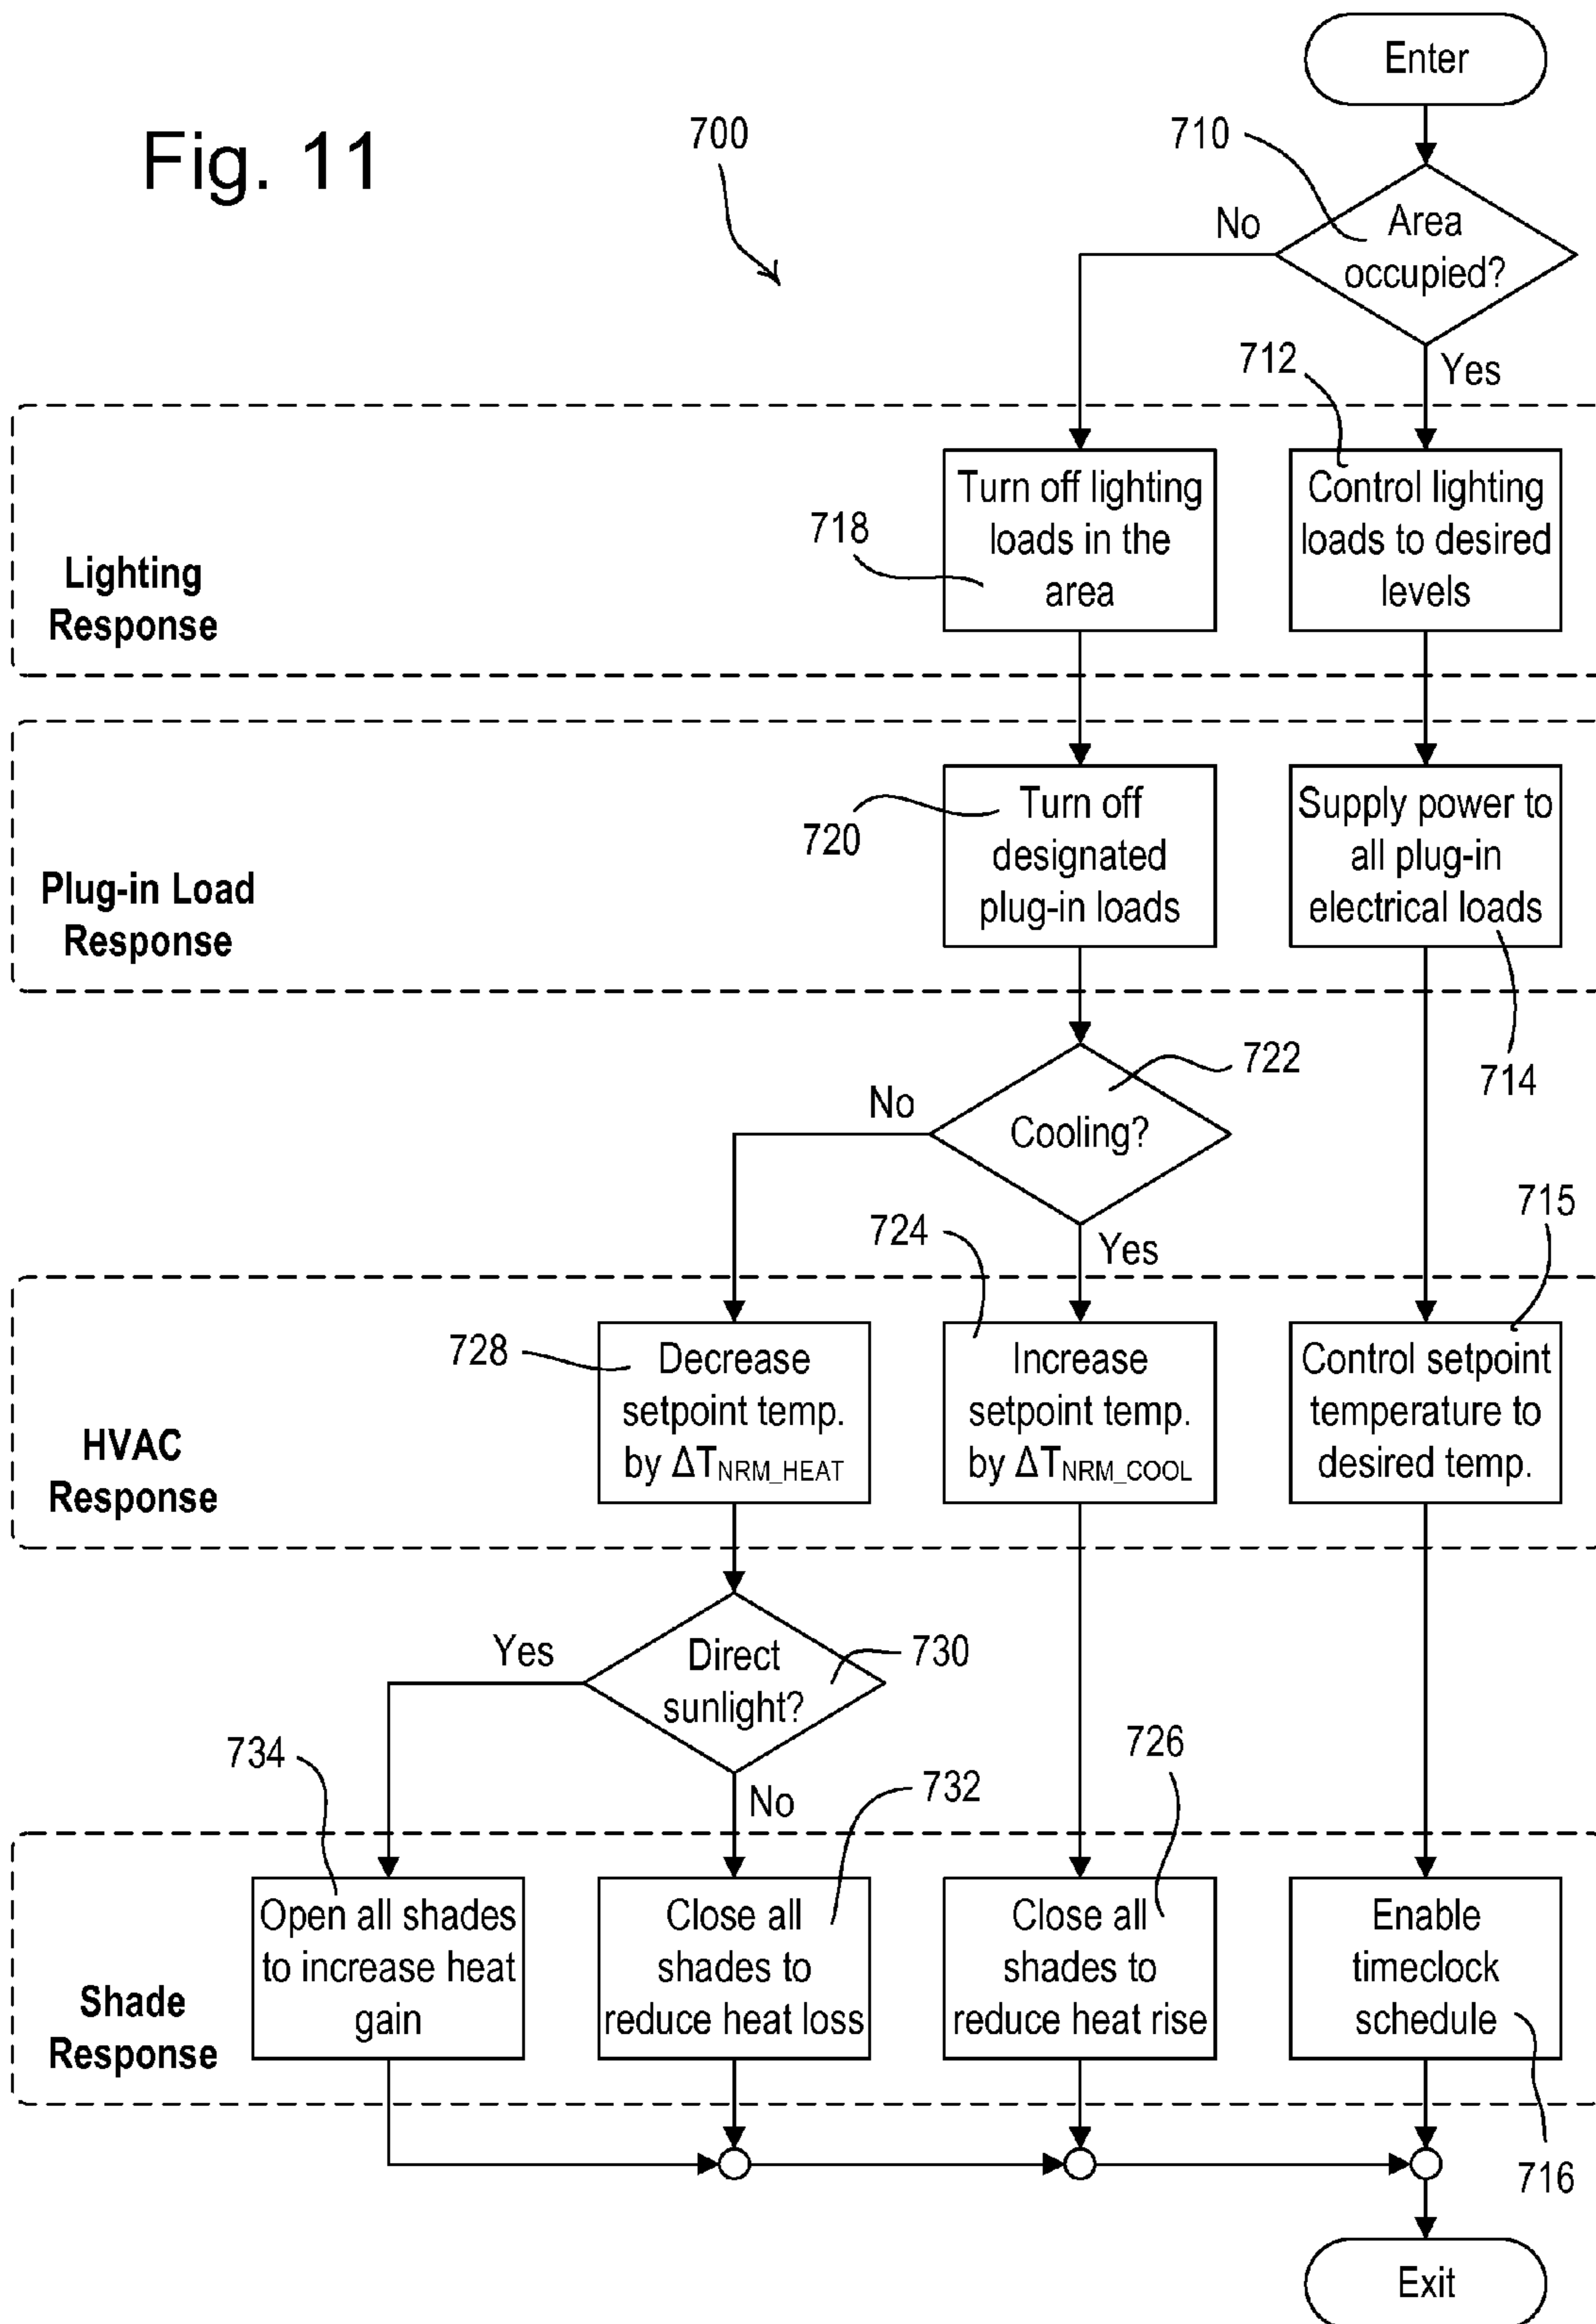 Fig. 11
700
Enter
710
Area
occupied?
No
Yes
712
Lighting
Response
718
Turn off lighting
loads in the
area
Control lighting
loads to desired
levels
Plug-in Load
Response
720
Turn off
designated
plug-in loads
Supply power to
all plug-in
electrical loads
714
722
Cooling?
No
Yes
724
715
HVAC
Response
728
Decrease
setpoint temp.
by ΔTNRM_HEAT
Increase
setpoint temp.
by ΔTNRM_COOL
Control setpoint
temperature to
desired temp.
Direct
sunlight?
730
Yes
No
734
732
726
Shade
Response
Open all shades
to increase heat
gain
Close all
shades to
reduce heat loss
Close all
shades to
reduce heat rise
Enable
timeclock
schedule
716
Exit